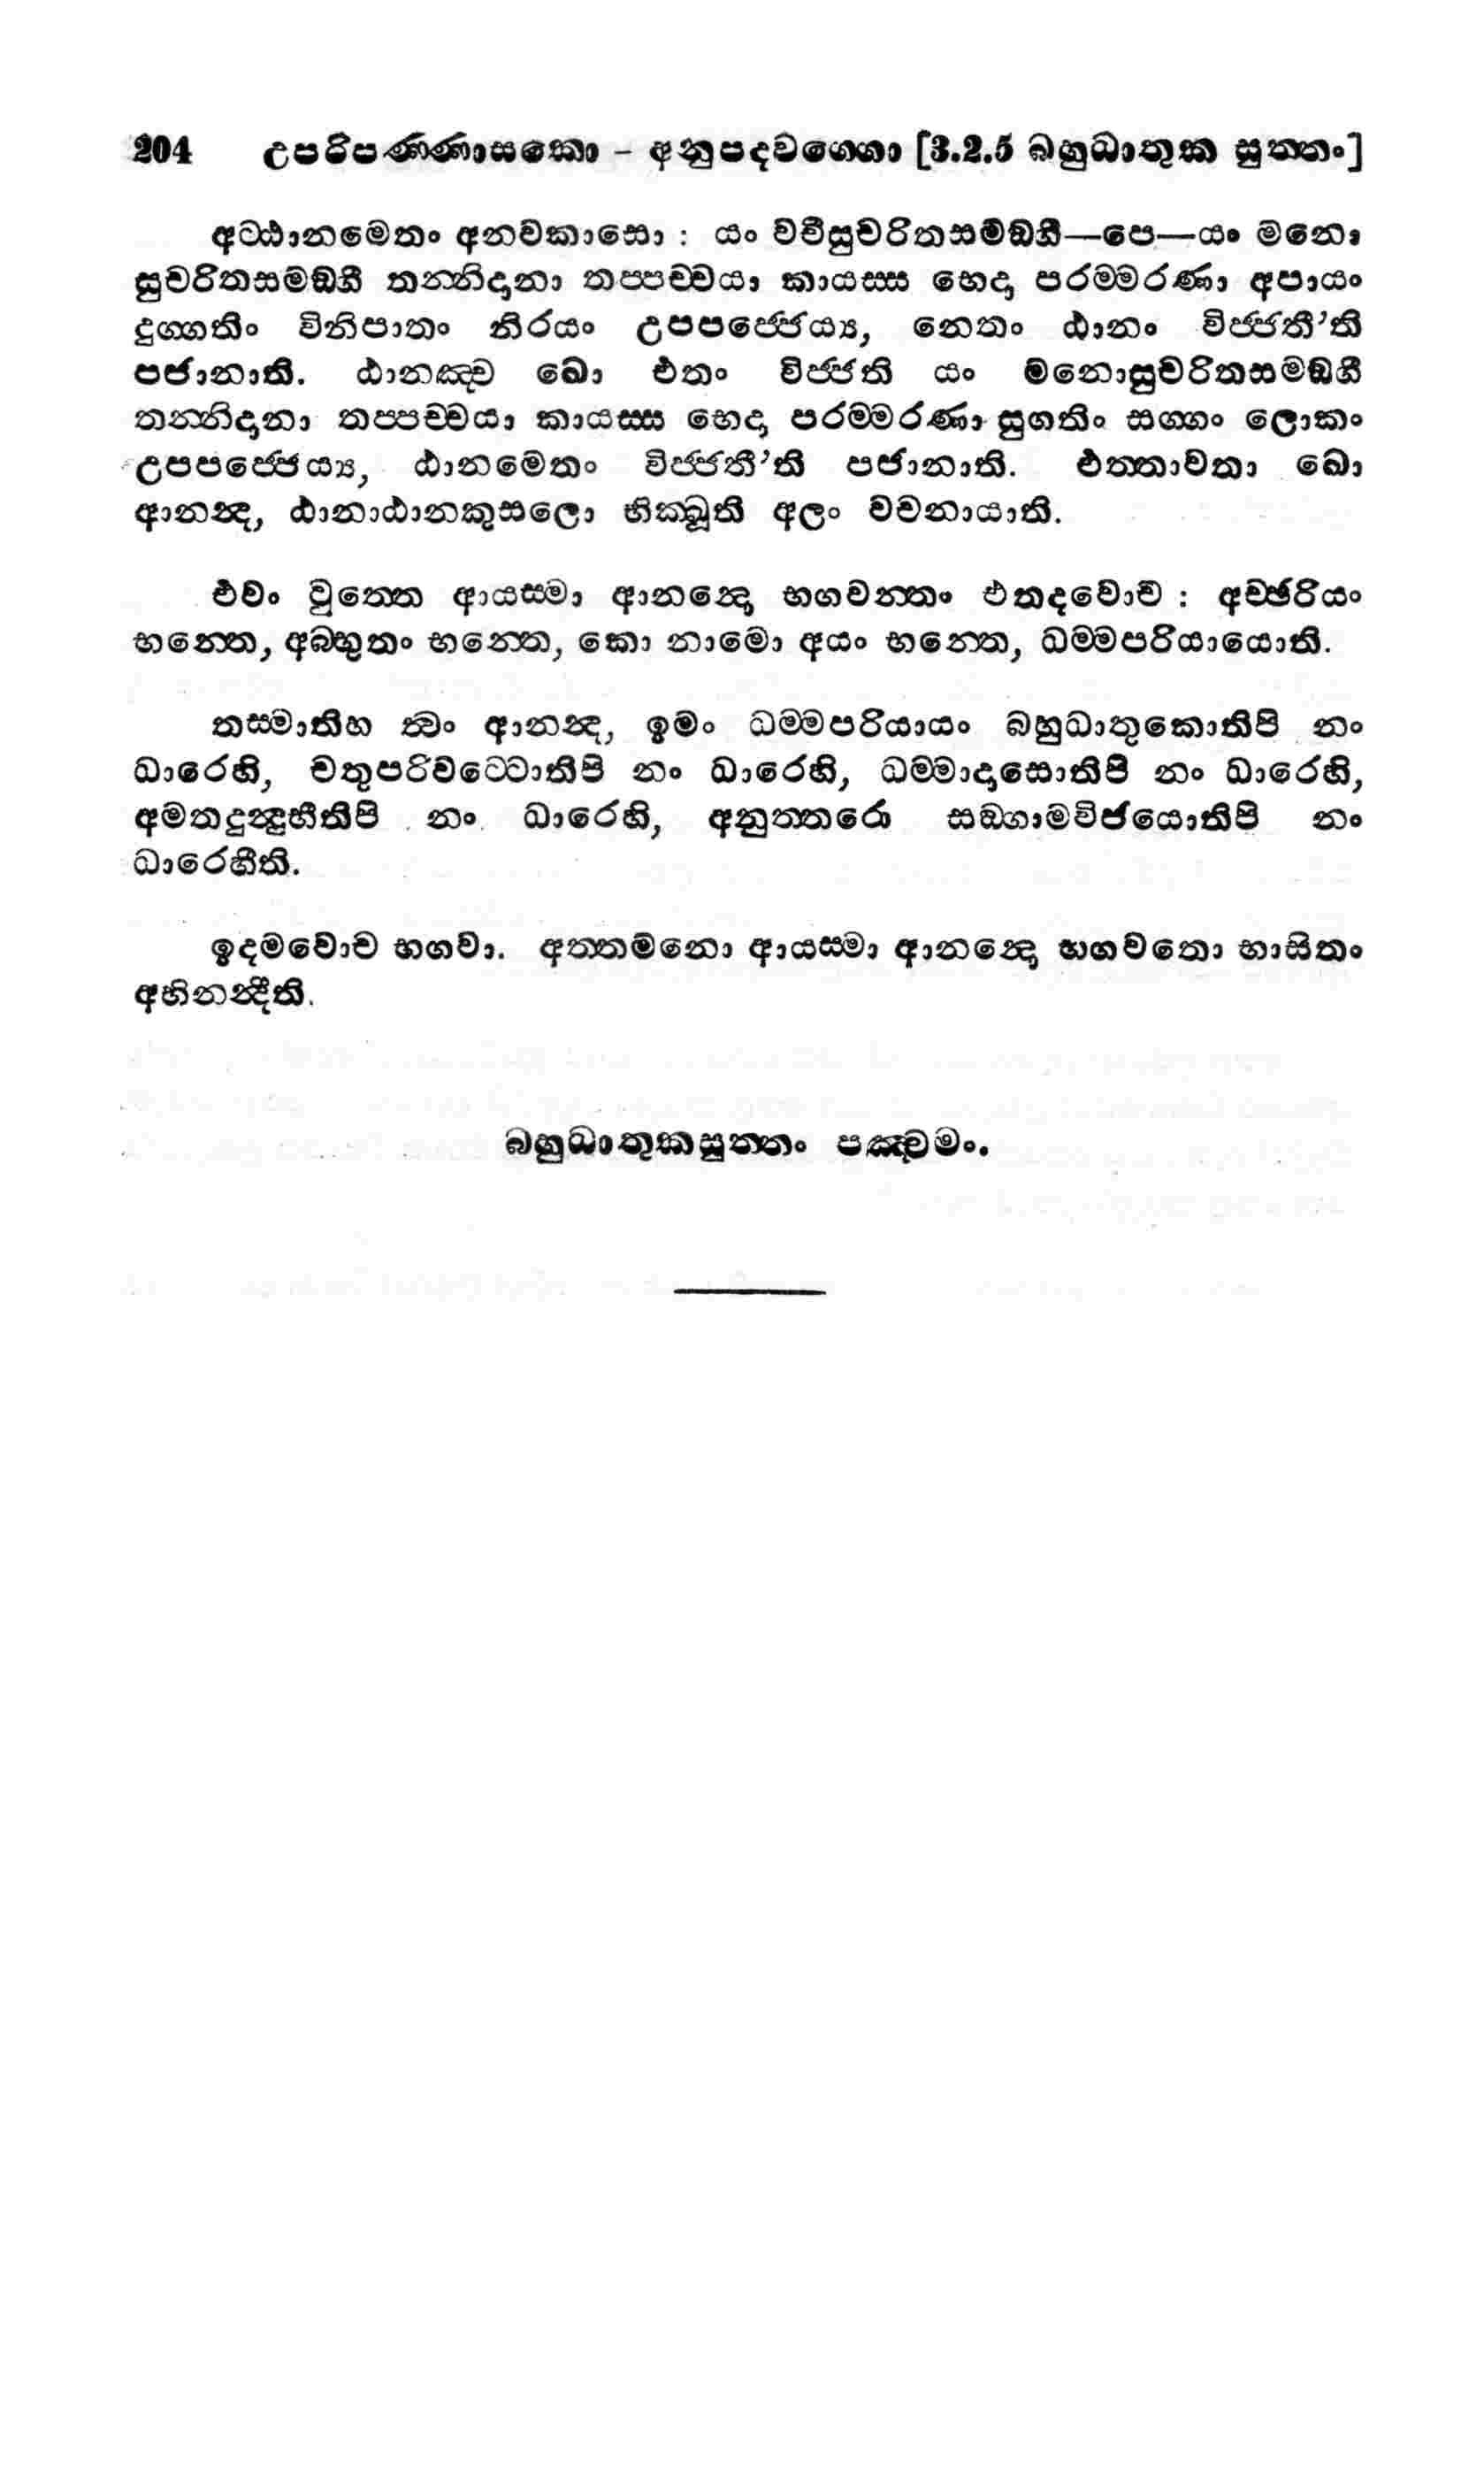 204 උපරිපණ්ණාසකො - අනුපදවග්ගො [3.2.5 බහුධාතුක සුත්තං]
අට්ඨානමෙතං අනවකාසො : යං වචීසුචරිතසමඞ්ගී—පෙ—යං මනො
සුචරිතසමඞ්ගී තන්නිදානා තප්පච්චයා කායස්ස භෙදා පරම්මරණා අපායං
දුග්ගතිං විනිපාතං නිරයං උපපජ්ජෙය්‍ය, නෙතං ඨානං විජ්ජතී’ති
පජානාති. ඨානඤ්ච ඛො එතං විජ්ජති යං මනොසුචරිතසමඞ්ගී
තන්නිදානා තප්පච්චයා කායස්ස භෙදා පරම්මරණා සුගතිං සග්ගං ලොකං
උපපජ්ජෙය්‍ය, ඨානමෙතං විජ්ජතී’ති පජානාති. එත්තාවතා ඛො
ආනන්ද, ඨානාඨානකුසලො භික්ඛූති අලං වචනායාති.
එවං වුත්තෙ ආයස්මා ආනන්දො භගවන්තං එතදවොච : අච්ඡරියං
භන්තෙ, අබ්භුතං භන්තෙ, කො නාමො අයං භන්තෙ, ධම්මපරියායොති.
තස්මාතිහ ත්වං ආනන්ද, ඉමං ධම්මපරියායං බහුධාතුකොතිපි නං
ධාරෙහි, චතුපරිවට්ටොතිපි නං ධාරෙහි, ධම්මාදාසොතිපි නං ධාරෙහි,
අමතදුන්දුභීතිපි නං ධාරෙහි, අනුත්තරො සඞ්ගාමවිජයොතිපි නං
ධාරෙහීති.
ඉදමවොච භගවා. අත්තමනො ආයස්මා ආනන්දො භගවතො භාසිතං
අභිනන්දීති.
බහුධාතුකසුත්තං පඤ්චමං.